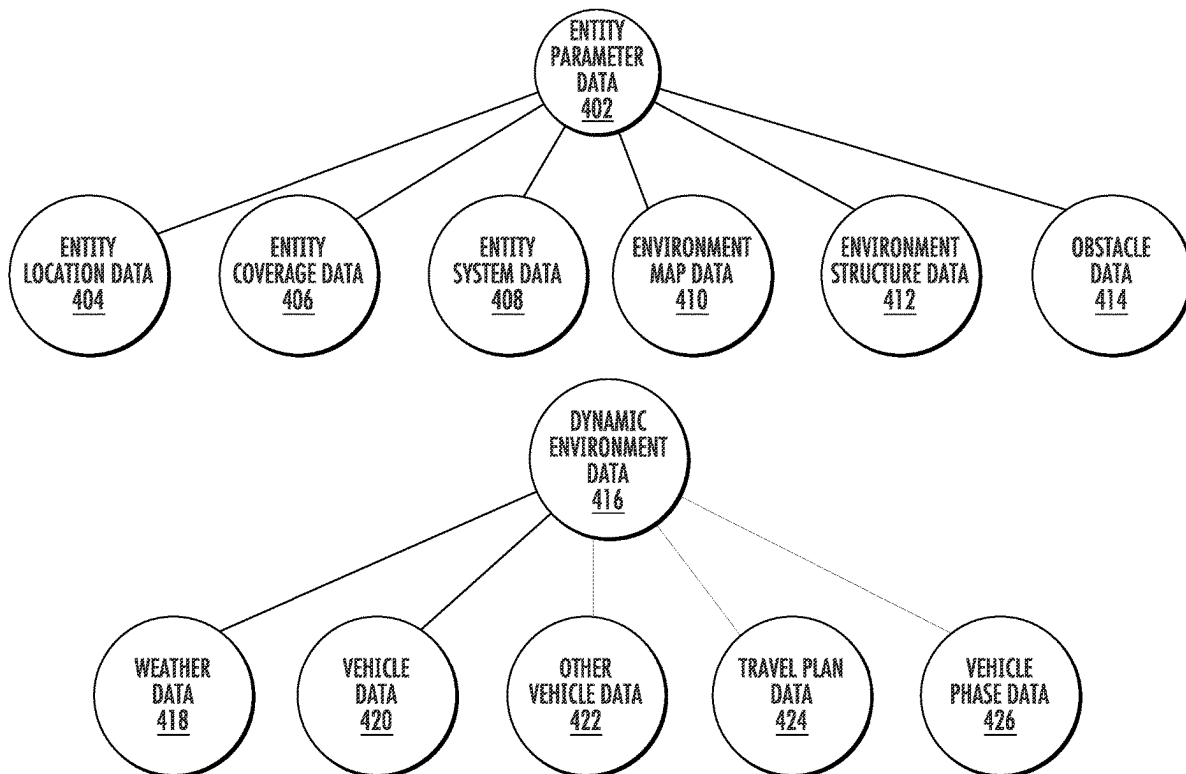 ENTITY
PARAMETER
DATA
402
ENTITY
LOCATION DATA
404
ENTITY
COVERAGE DATA
406
ENTITY
SYSTEM DATA
408
ENVIRONMENT
MAP DATA
410
ENVIRONMENT
STRUCTURE DATA
412
OBSTACLE
DATA
414
DYNAMIC
ENVIRONMENT
DATA
416
WEATHER
DATA
418
VEHICLE
DATA
420
OTHER
VEHICLE DATA
422
TRAVEL PLAN
DATA
424
VEHICLE
PHASE DATA
426